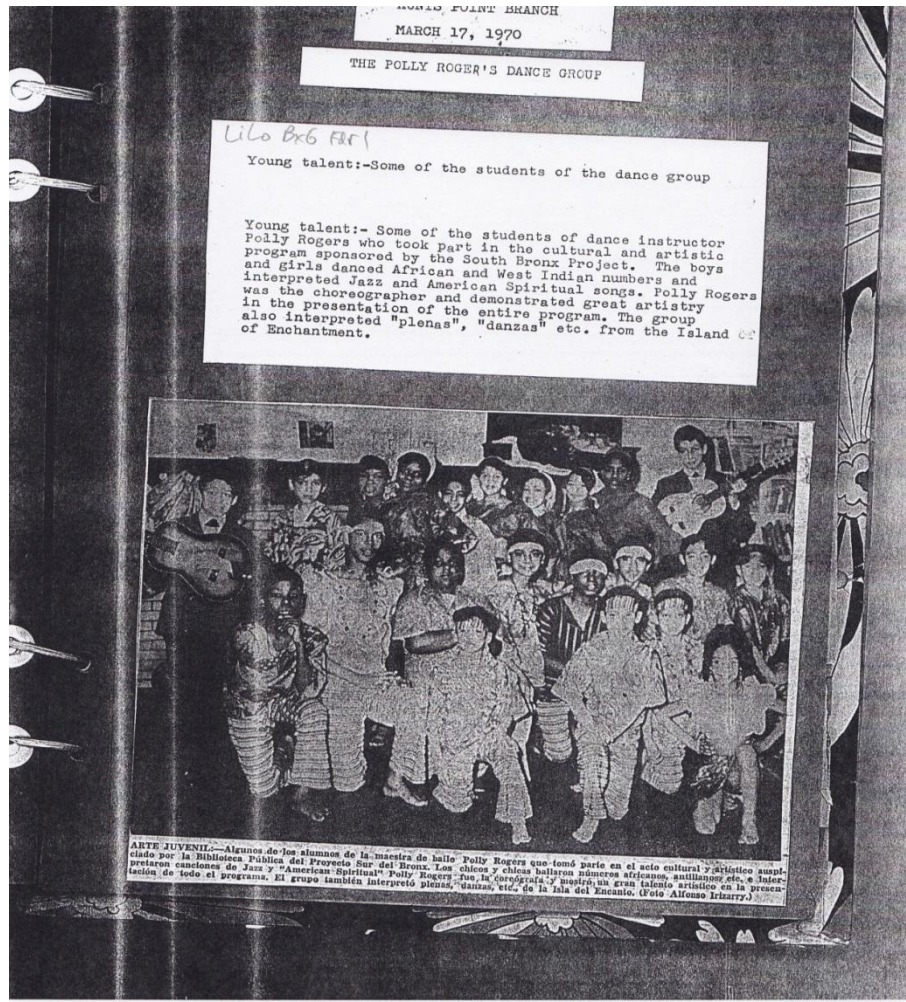 HUNTS POINT BRANCH
MARCH 17, 1970
THE POLLY ROGER'S DANCE GROUP
LiLo Bx6 FDR1
Young talent:-Some of the students of the dance group
Young talent:- Some of the students of dance instructor
Polly Rogers who took part in the cultural and artistic
program sponsored by the South Bronx Project. The boys
and girls danced African and West Indian numbers and
interpreted Jazz and American Spiritual songs. Polly Rogers
was the choreographer and demonstrated great artistry
in the presentation of the entire program. The group
also interpreted "plenas", "danzas" etc. from the Island of
of Enchantment.
ARTE JUVENIL:—Algunos de los alumnos de la maestra de baile Polly Rogers que tomó parte en el acto cultural y artístico auspi-
ciado por la Biblioteca Pública del Proyecto Sur del Bronx. Los chicos y chicas bailaron números africanos, antillanos etc. e inter-
pretaron canciones de Jazz y "American Spiritual" Polly Rogers fue la coreógrafa y mostró un gran talento artístico en la presen-
tación de todo el programa. El grupo también interpretó plenas, danzas, etc., de la Isla del Encanto. (Foto Alfonso Irizarry.)